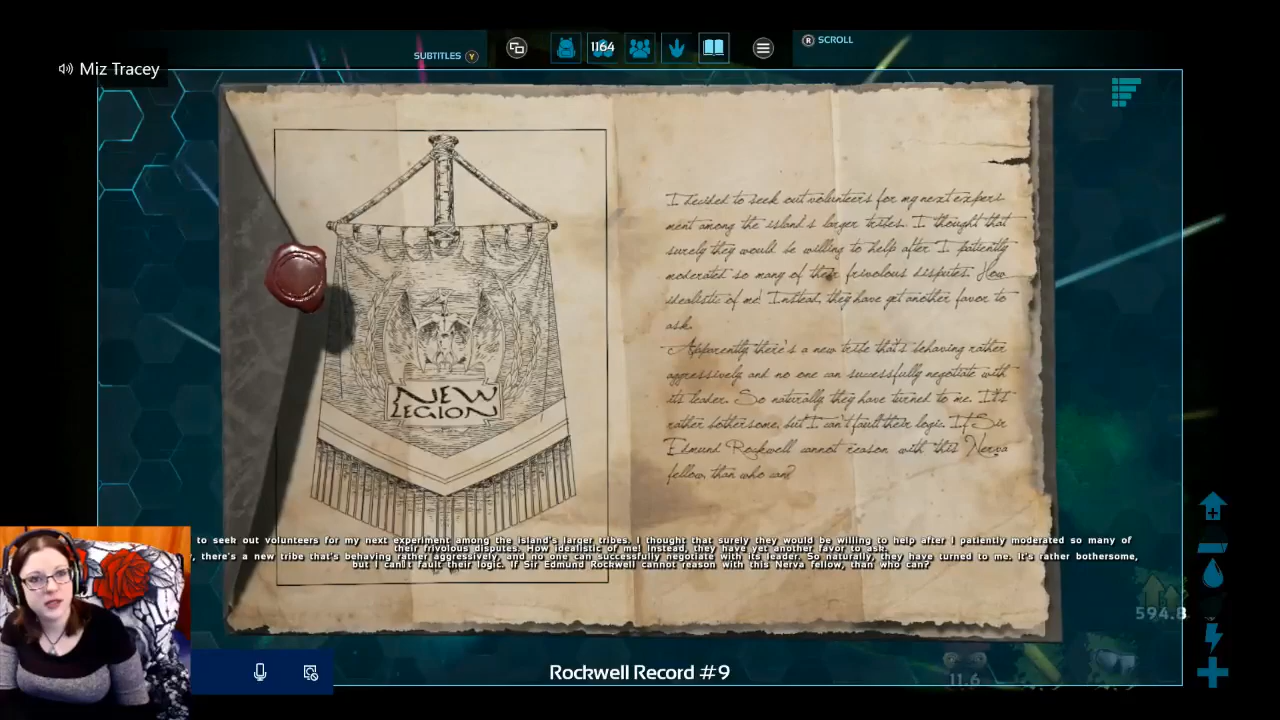 SUBTITLES Y
1164
R SCROLL
Miz Tracey
NEW
LEGION
I decided to seek out volunteers for my next experi-
ment among the island's larger tribes. I thought that
surely they would be willing to help after I patiently
moderated so many of their frivolous disputes. How
idealistic of me! Instead, they have yet another favor to
ask.
Apparently, there's a new tribe that's behaving rather
aggressively and no one can sucessfully negotiate with
its leader. So naturally they have turned to me. It's
rather bothersome, but I can't fault their logic. If Sir
Edmund Rockwell cannot reason with this Nerva
fellow, than who can?
to seek out volunteers for my next experiment among the island's larger tribes. I thought that surely they would be willing to help after I patiently moderated so many of
their frivolous disputes. How idealistic of me! Instead, they have yet another favor to ask.
, there's a new tribe that's behaving rather aggressively, and no one can successfully negotiate with its leader. So naturally they have turned to me. It's rather bothersome,
but I can't fault their logic. If Sir Edmund Rockwell cannot reason with this Nerva fellow, than who can?
594.8
11.6
Rockwell Record #9